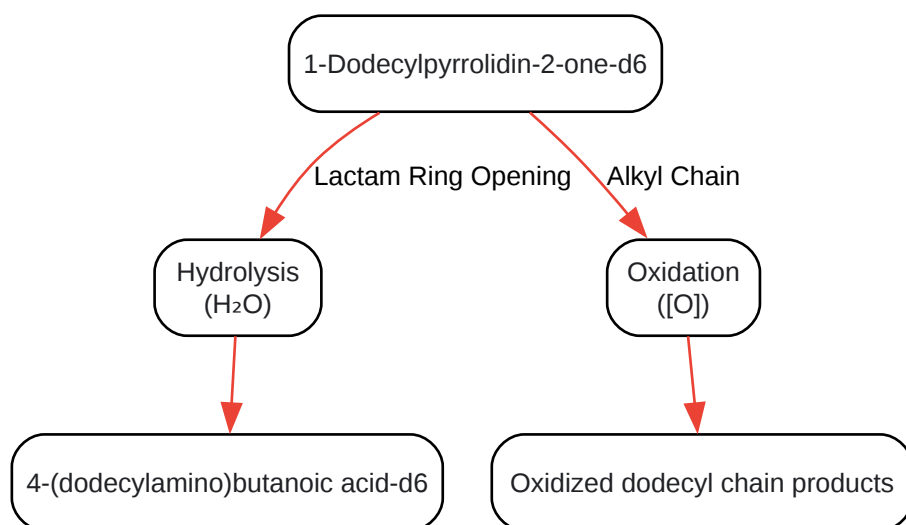 1-Dodecylpyrrolidin-2-one-d6
Lactam Ring Opening
Alkyl Chain
Hydrolysis
(H₂O)
Oxidation
([O])
4-(dodecylamino)butanoic acid-d6
Oxidized dodecyl chain products